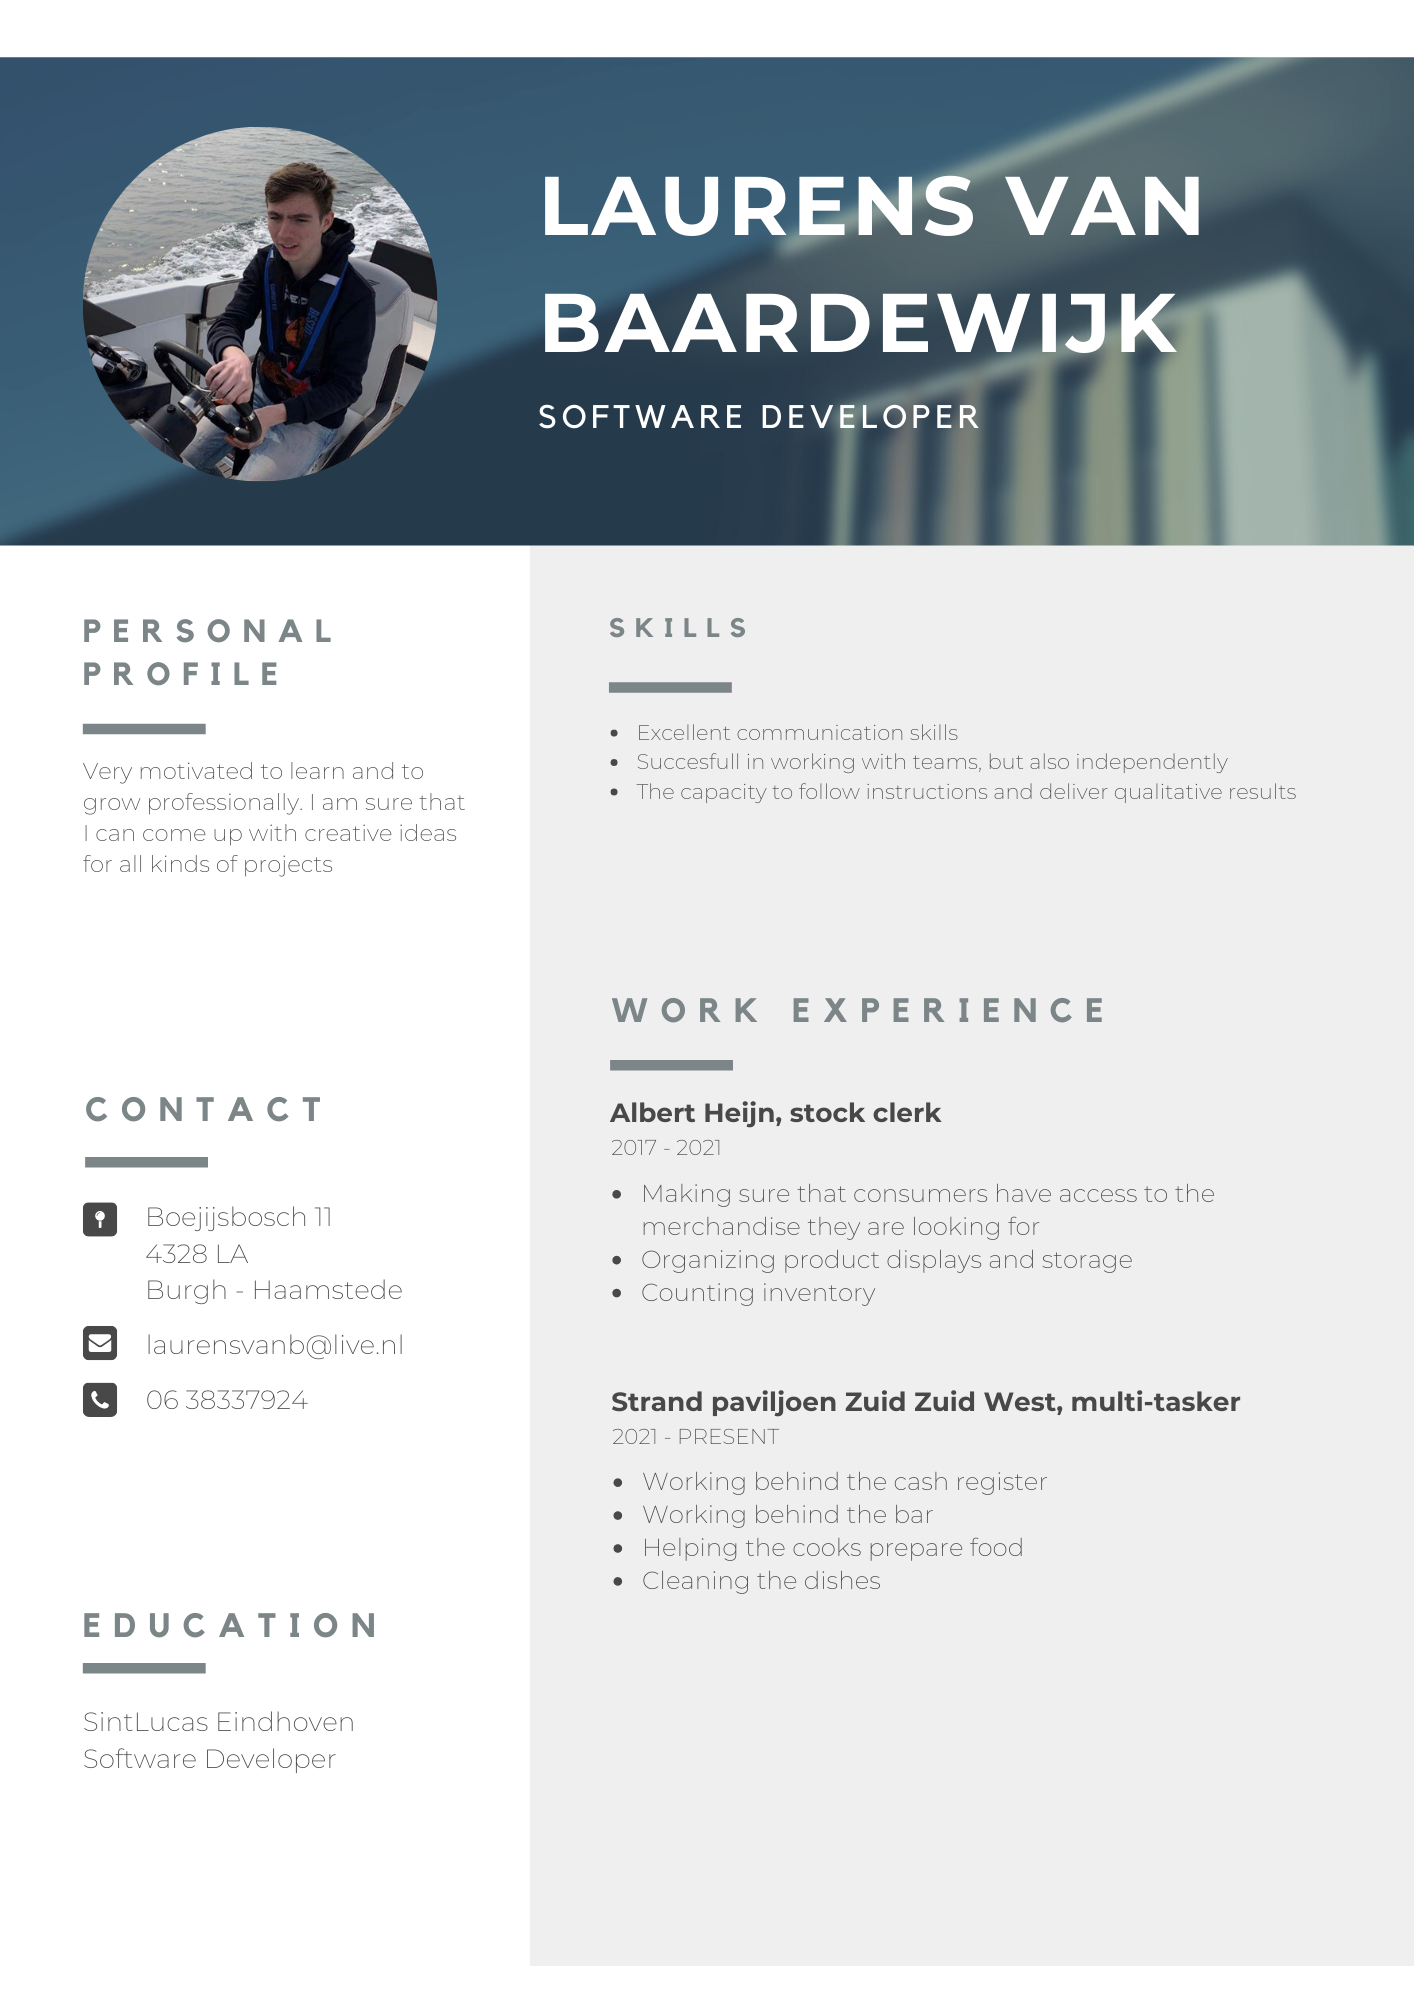 LAURENS VAN
BAARDEWIJK
SOFTWARE DEVELOPER
PERSONAL
PROFILE
Very motivated to learn and to
grow professionally. I am sure that
I can come up with creative ideas
for all kinds of projects
CONTACT
Boejijsbosch 11
4328 LA
Burgh - Haamstede
laurensvanb@live.nl
06 38337924
EDUCATION
SintLucas Eindhoven
Software Developer
SKILLS
• Excellent communication skills
• Succesfull in working with teams, but also independently
• The capacity to follow instructions and deliver qualitative results
WORK EXPERIENCE
Albert Heijn, stock clerk
2017 - 2021
• Making sure that consumers have access to the
merchandise they are looking for
• Organizing product displays and storage
• Counting inventory
Strand paviljoen Zuid Zuid West, multi-tasker
2021 - PRESENT
• Working behind the cash register
• Working behind the bar
• Helping the cooks prepare food
• Cleaning the dishes